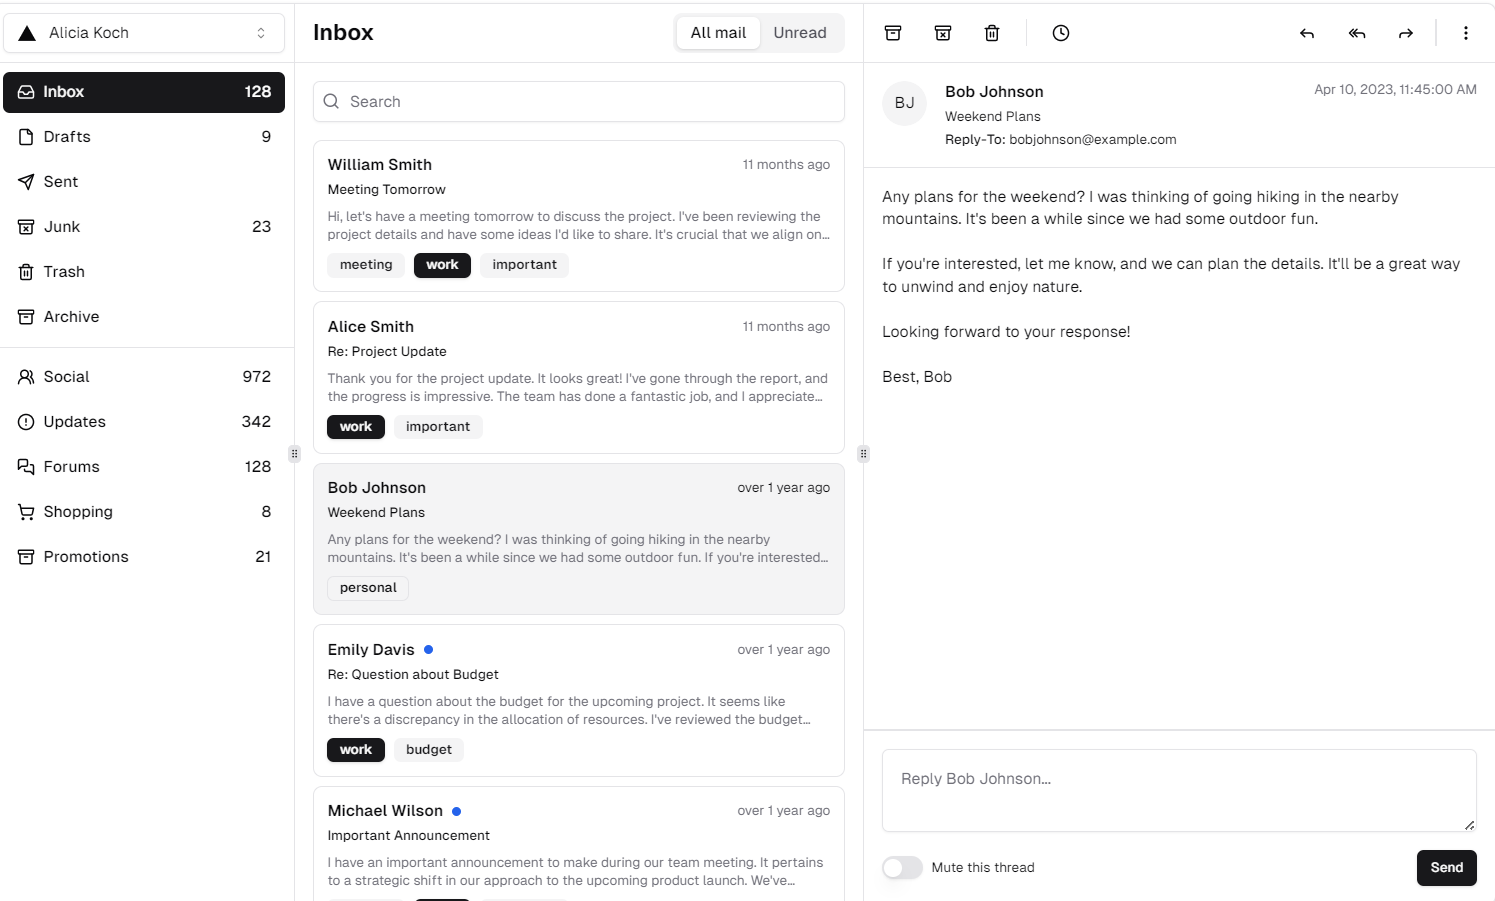 Alicia Koch
Inbox 128
Drafts 9
Sent
Junk 23
Trash
Archive
Social 972
Updates 342
Forums 128
Shopping 8
Promotions 21
Inbox
All mail Unread
Search
William Smith 11 months ago
Meeting Tomorrow
Hi, let's have a meeting tomorrow to discuss the project. I've been reviewing the
project details and have some ideas I'd like to share. It's crucial that we align on...
meeting work important
Alice Smith 11 months ago
Re: Project Update
Thank you for the project update. It looks great! I've gone through the report, and
the progress is impressive. The team has done a fantastic job, and I appreciate...
work important
Bob Johnson over 1 year ago
Weekend Plans
Any plans for the weekend? I was thinking of going hiking in the nearby
mountains. It's been a while since we had some outdoor fun. If you're interested...
personal
Emily Davis over 1 year ago
Re: Question about Budget
I have a question about the budget for the upcoming project. It seems like
there's a discrepancy in the allocation of resources. I've reviewed the budget...
work budget
Michael Wilson over 1 year ago
Important Announcement
I have an important announcement to make during our team meeting. It pertains
to a strategic shift in our approach to the upcoming product launch. We've...
BJ
Bob Johnson Apr 10, 2023, 11:45:00 AM
Weekend Plans
Reply-To: bobjohnson@example.com
Any plans for the weekend? I was thinking of going hiking in the nearby
mountains. It's been a while since we had some outdoor fun.
If you're interested, let me know, and we can plan the details. It'll be a great way
to unwind and enjoy nature.
Looking forward to your response!
Best, Bob
Reply Bob Johnson...
Mute this thread Send